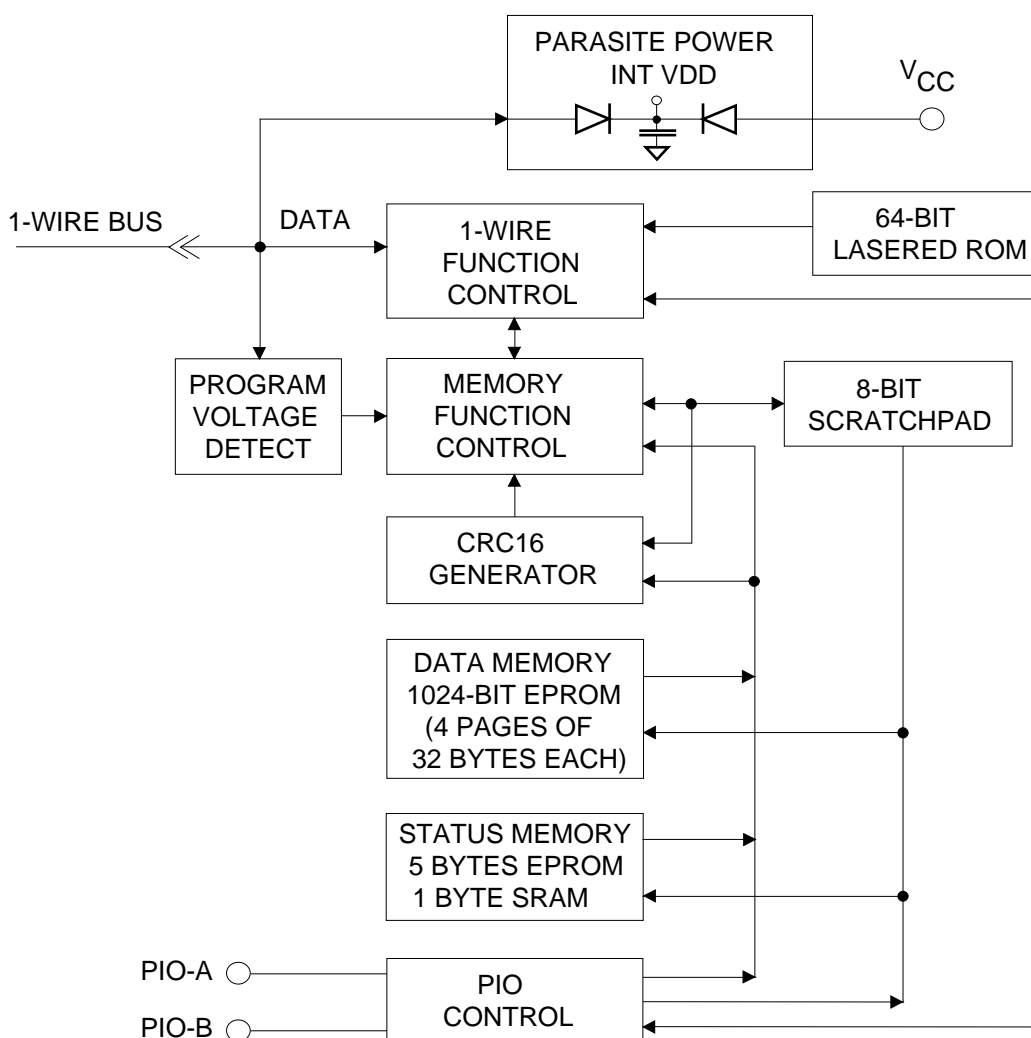 PARASITE POWER
INT VDD
VCC
1-WIRE BUS
DATA
1-WIRE
FUNCTION
CONTROL
64-BIT
LASERED ROM
PROGRAM
VOLTAGE
DETECT
MEMORY
FUNCTION
CONTROL
8-BIT
SCRATCHPAD
CRC16
GENERATOR
DATA MEMORY
1024-BIT EPROM
(4 PAGES OF
32 BYTES EACH)
STATUS MEMORY
5 BYTES EPROM
1 BYTE SRAM
PIO-A
PIO-B
PIO
CONTROL